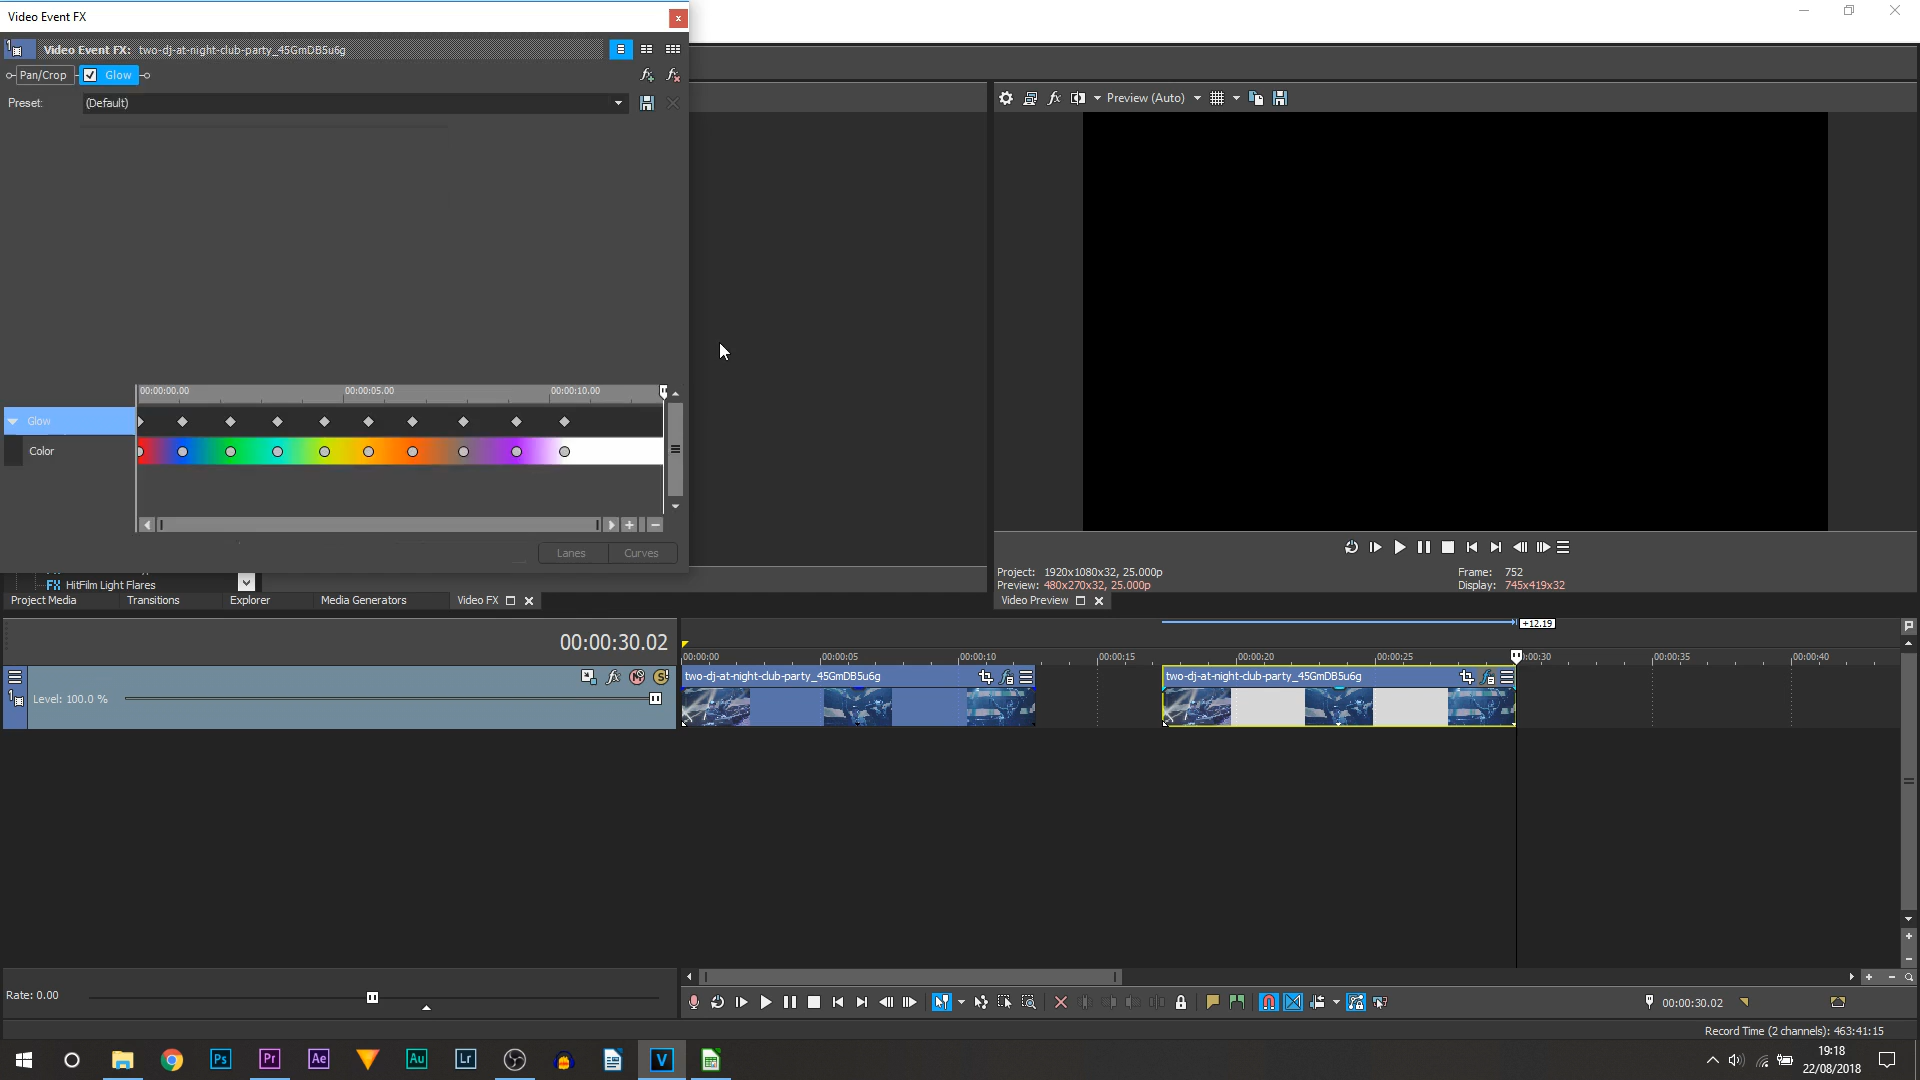 Video Event FX
Video Event FX: two-dj-at-night-club-party_45GmDB5u6g
Pan/Crop
Glow
Preset:
(Default)
Preview (Auto)
00:00:00.00
00:00:05.00
00:00:10.00
Glow
Color
Lanes
Curves
HitFilm Light Flares
Project Media
Transitions
Explorer
Media Generators
Video FX
Project: 1920x1080x32, 25.000p
Preview: 480x270x32, 25.000p
Frame: 752
Display: 745x419x32
Video Preview
00:00:30.02
+12.19
00:00:00
00:00:05
00:00:10
00:00:15
00:00:20
00:00:25
00:00:30
00:00:35
00:00:40
two-dj-at-night-club-party_45GmDB5u6g
two-dj-at-night-club-party_45GmDB5u6g
1
Level: 100.0 %
Rate: 0.00
00:00:30.02
Record Time (2 channels): 463:41:15
Ps
Pr
Ae
Au
Lr
V
19:18
22/08/2018